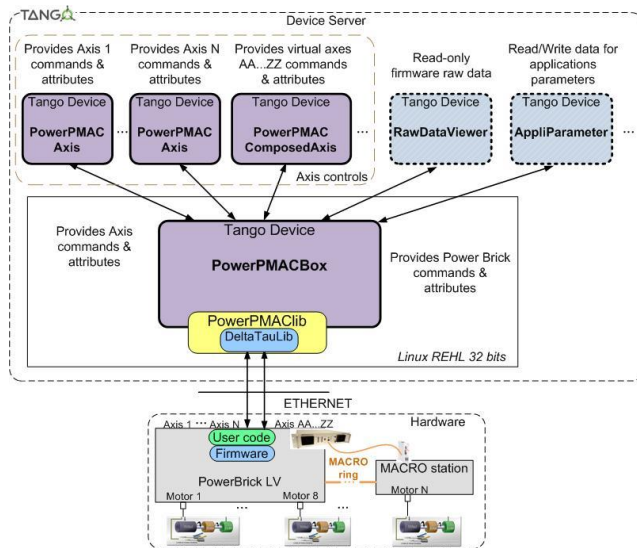 TANGO
Device Server
Provides Axis 1
commands &
attributes
Provides Axis N
commands &
attributes
Provides virtual axes
AA...ZZ commands
& attributes
Read-only
firmware raw data
Read/Write data for
applications
parameters
Tango Device
PowerPMAC
Axis
...
Tango Device
PowerPMAC
Axis
Tango Device
PowerPMAC
ComposedAxis
...
Tango Device
RawDataViewer
Tango Device
AppliParameter
...
Axis controls
Provides Axis
commands &
attributes
Tango Device
PowerPMACBox
Provides Power Brick
commands &
attributes
PowerPMAClib
DeltaTauLib
Linux REHL 32 bits
ETHERNET
Hardware
Axis 1 ... Axis N
Axis AA...ZZ
User code
Firmware
PowerBrick LV
MACRO
ring
...
MACRO station
Motor 1
...
Motor 8
Motor N
...
...